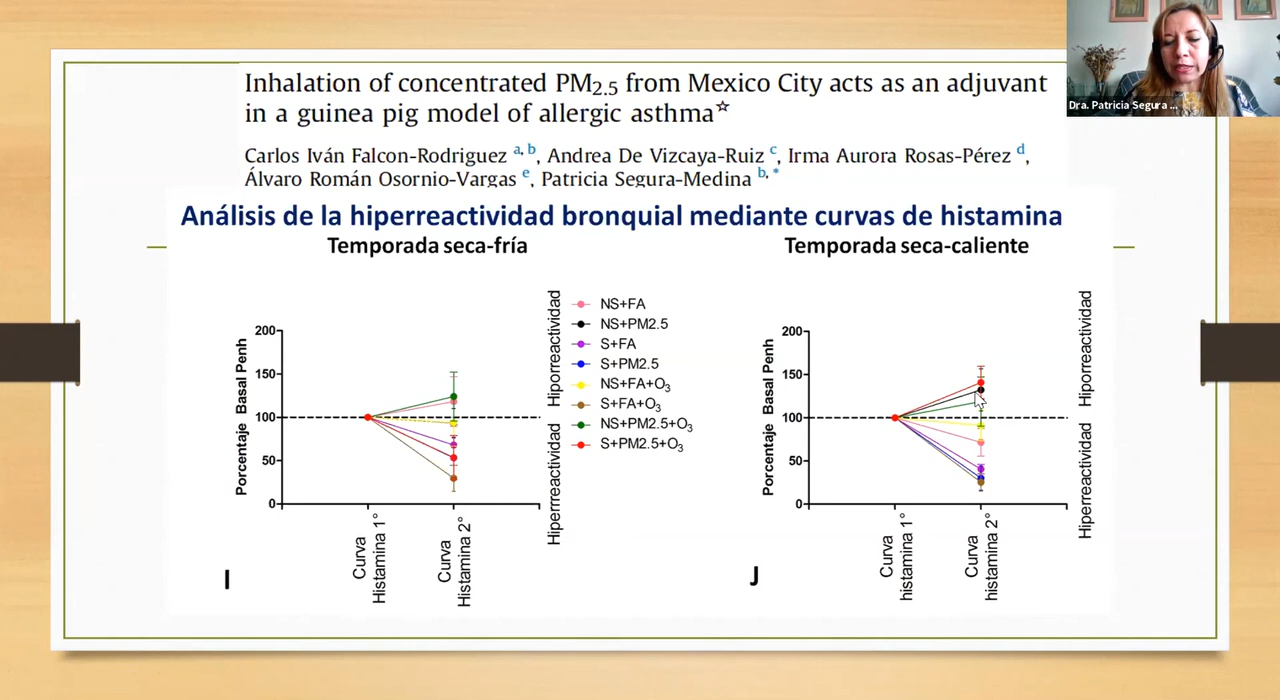 Inhalation of concentrated PM2.5 from Mexico City acts as an adjuvant
in a guinea pig model of allergic asthma☆
Dra. Patricia Segura ...
Carlos Iván Falcon-Rodriguez a, b, Andrea De Vizcaya-Ruiz c, Irma Aurora Rosas-Pérez d,
Álvaro Román Osornio-Vargas e, Patricia Segura-Medina b, *
Análisis de la hiperreactividad bronquial mediante curvas de histamina
Temporada seca-fría
Porcentaje Basal Penh
200
150
100
50
0
Curva
Histamina 1°
Curva
Histamina 2°
Hiporeactividad
Hiperrreactividad
I
NS+FA
NS+PM2.5
S+FA
S+PM2.5
NS+FA+O3
S+FA+O3
NS+PM2.5+O3
S+PM2.5+O3
Temporada seca-caliente
Porcentaje Basal Penh
200
150
100
50
0
Curva
histamina 1°
Curva
histamina 2°
Hiporreactividad
Hiperreactividad
J